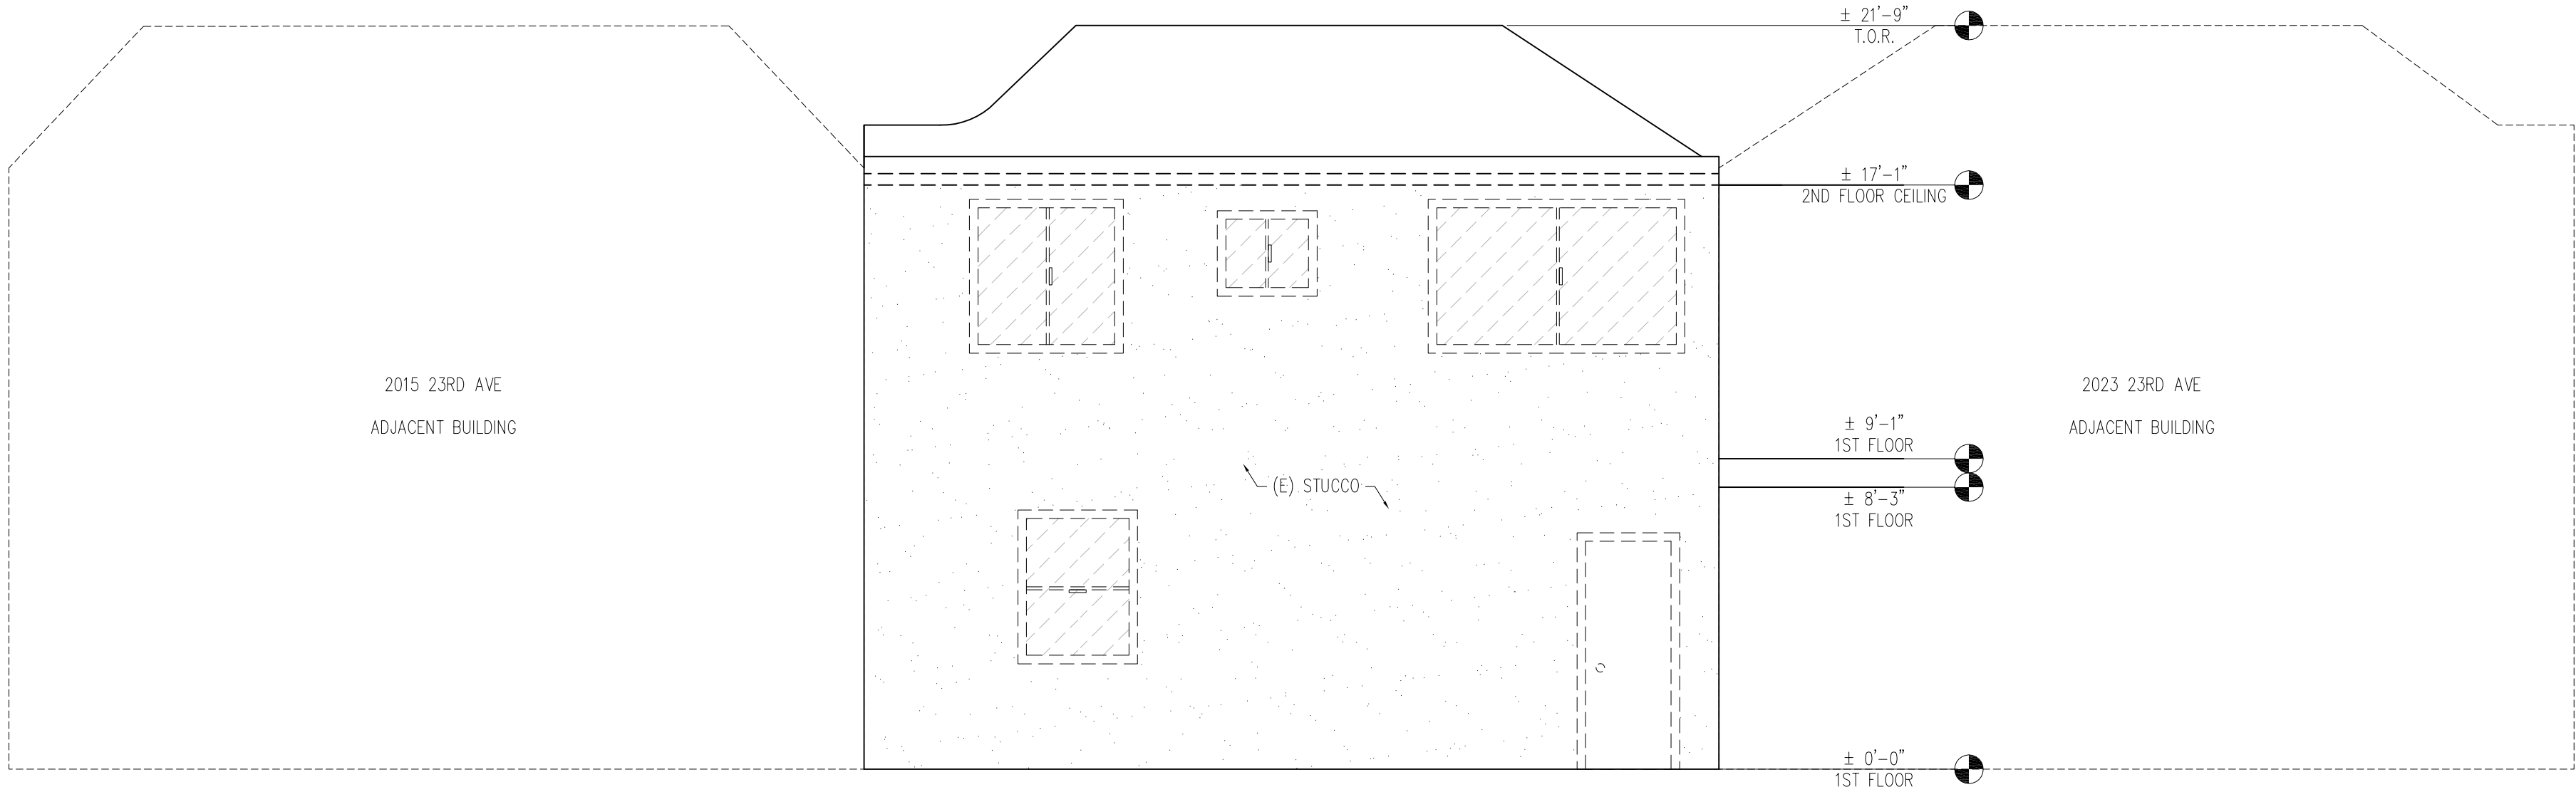 ± 21'-9"
T.O.R.
± 17'-1"
2ND FLOOR CEILING
2015 23RD AVE
ADJACENT BUILDING
2023 23RD AVE
ADJACENT BUILDING
± 9'-1"
1ST FLOOR
(E) STUCCO
± 8'-3"
1ST FLOOR
± 0'-0"
1ST FLOOR